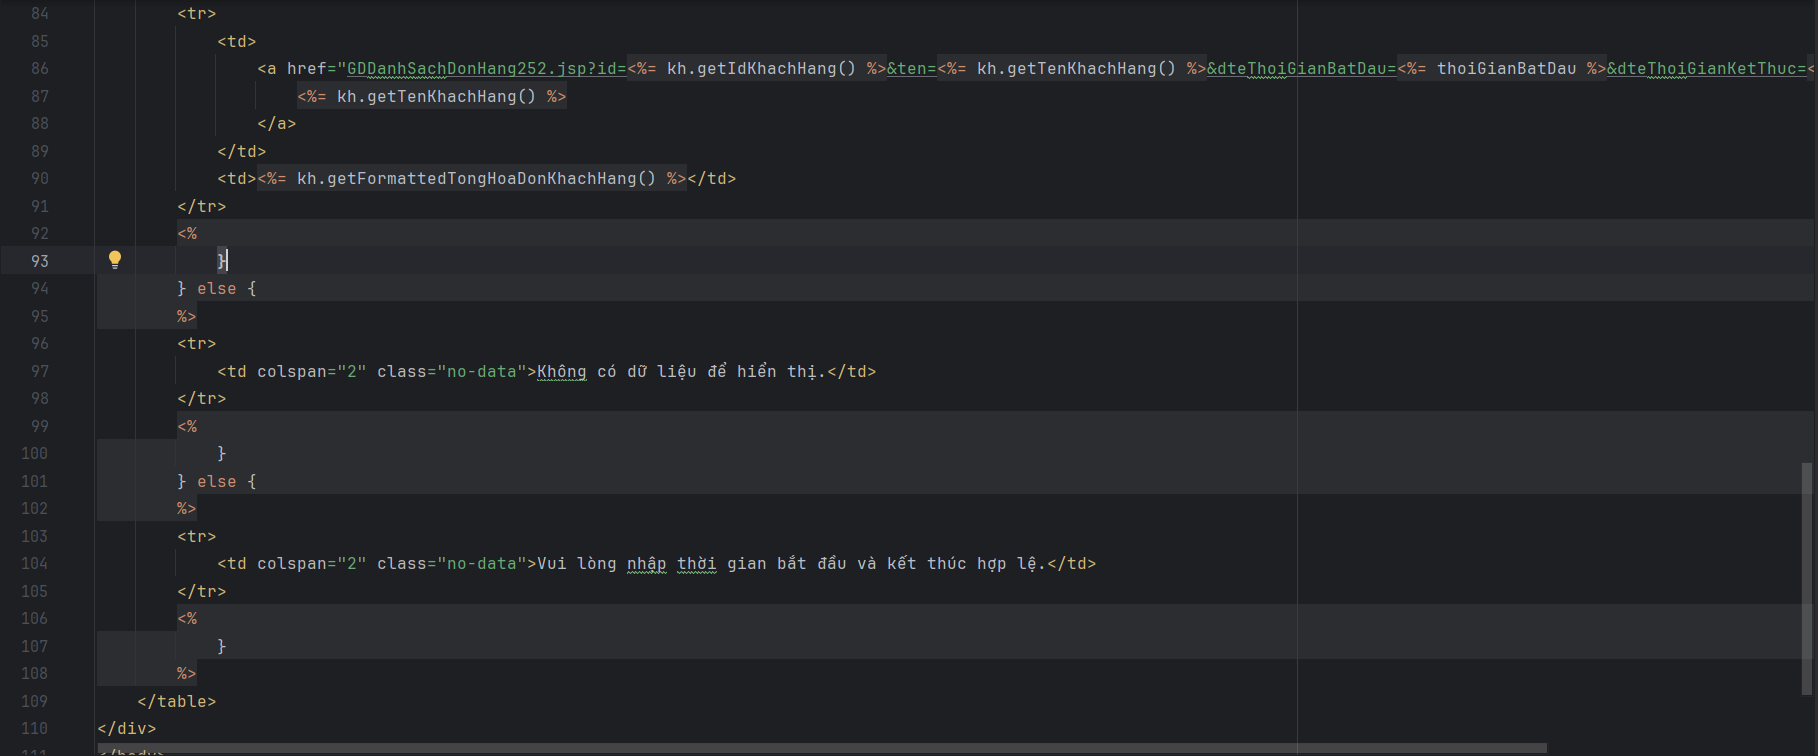 84 <tr>
85 <td>
86 <a href="GDDanhSachDonHang252.jsp?id=<%= kh.getIdKhachHang() %>&ten=<%= kh.getTenKhachHang() %>&dteThoiGianBatDau=<%= thoiGianBatDau %>&dteThoiGianKetThuc=<
87 <%= kh.getTenKhachHang() %>
88 </a>
89 </td>
90 <td><%= kh.getFormattedTongHoaDonKhachHang() %></td>
91 </tr>
92 <%
93 }
94 } else {
95 %>
96 <tr>
97 <td colspan="2" class="no-data">Không có dữ liệu để hiển thị.</td>
98 </tr>
99 <%
100 }
101 } else {
102 %>
103 <tr>
104 <td colspan="2" class="no-data">Vui lòng nhập thời gian bắt đầu và kết thúc hợp lệ.</td>
105 </tr>
106 <%
107 }
108 %>
109 </table>
110 </div>
111 </body>